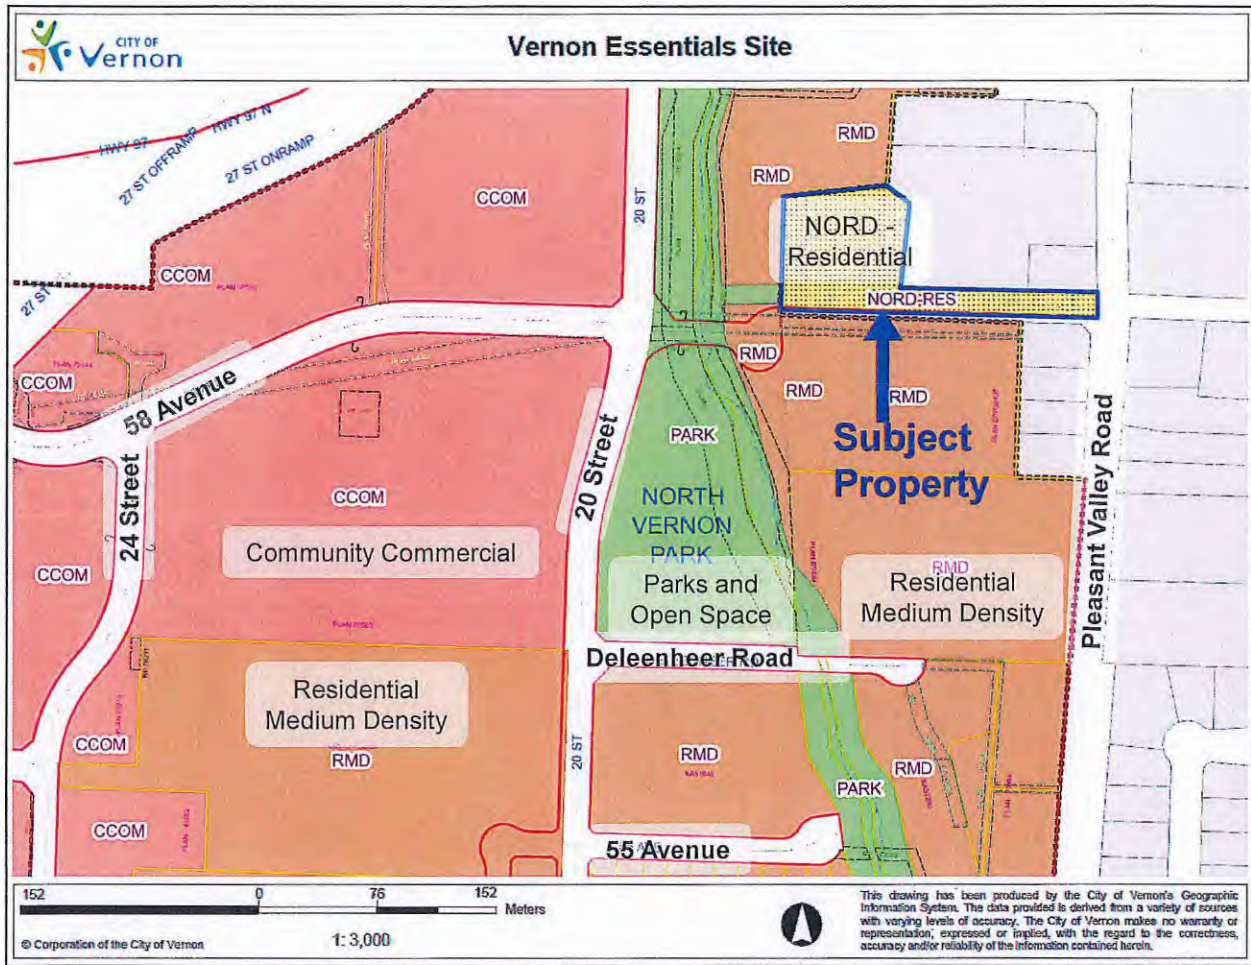 CITY OF
Vernon
Vernon Essentials Site
HWY 97
HWY 97 N
27 ST OFFRAMP
27 ST ONRAMP
27 ST
CCOM
CCOM
CCOM
CCOM
CCOM
CCOM
CCOM
20 ST
RMD
RMD
NORD -
Residential
NORD-RES
RMD
RMD
RMD
58 Avenue
24 Street
20 Street
PARK
Subject
Property
NORTH
VERNON
PARK
Community Commercial
Parks and
Open Space
RMD
Residential
Medium Density
Pleasant Valley Road
Deleenheer Road
Residential
Medium Density
RMD
20 ST
RMD
RMD
PARK
55 Avenue
152 0 76 152
Meters
© Corporation of the City of Vernon
1: 3,000
This drawing has been produced by the City of Vernon's Geographic
Information System. The data provided is derived from a variety of sources
with varying levels of accuracy. The City of Vernon makes no warranty or
representation, expressed or implied, with the regard to the correctness,
accuracy and/or reliability of the information contained herein.